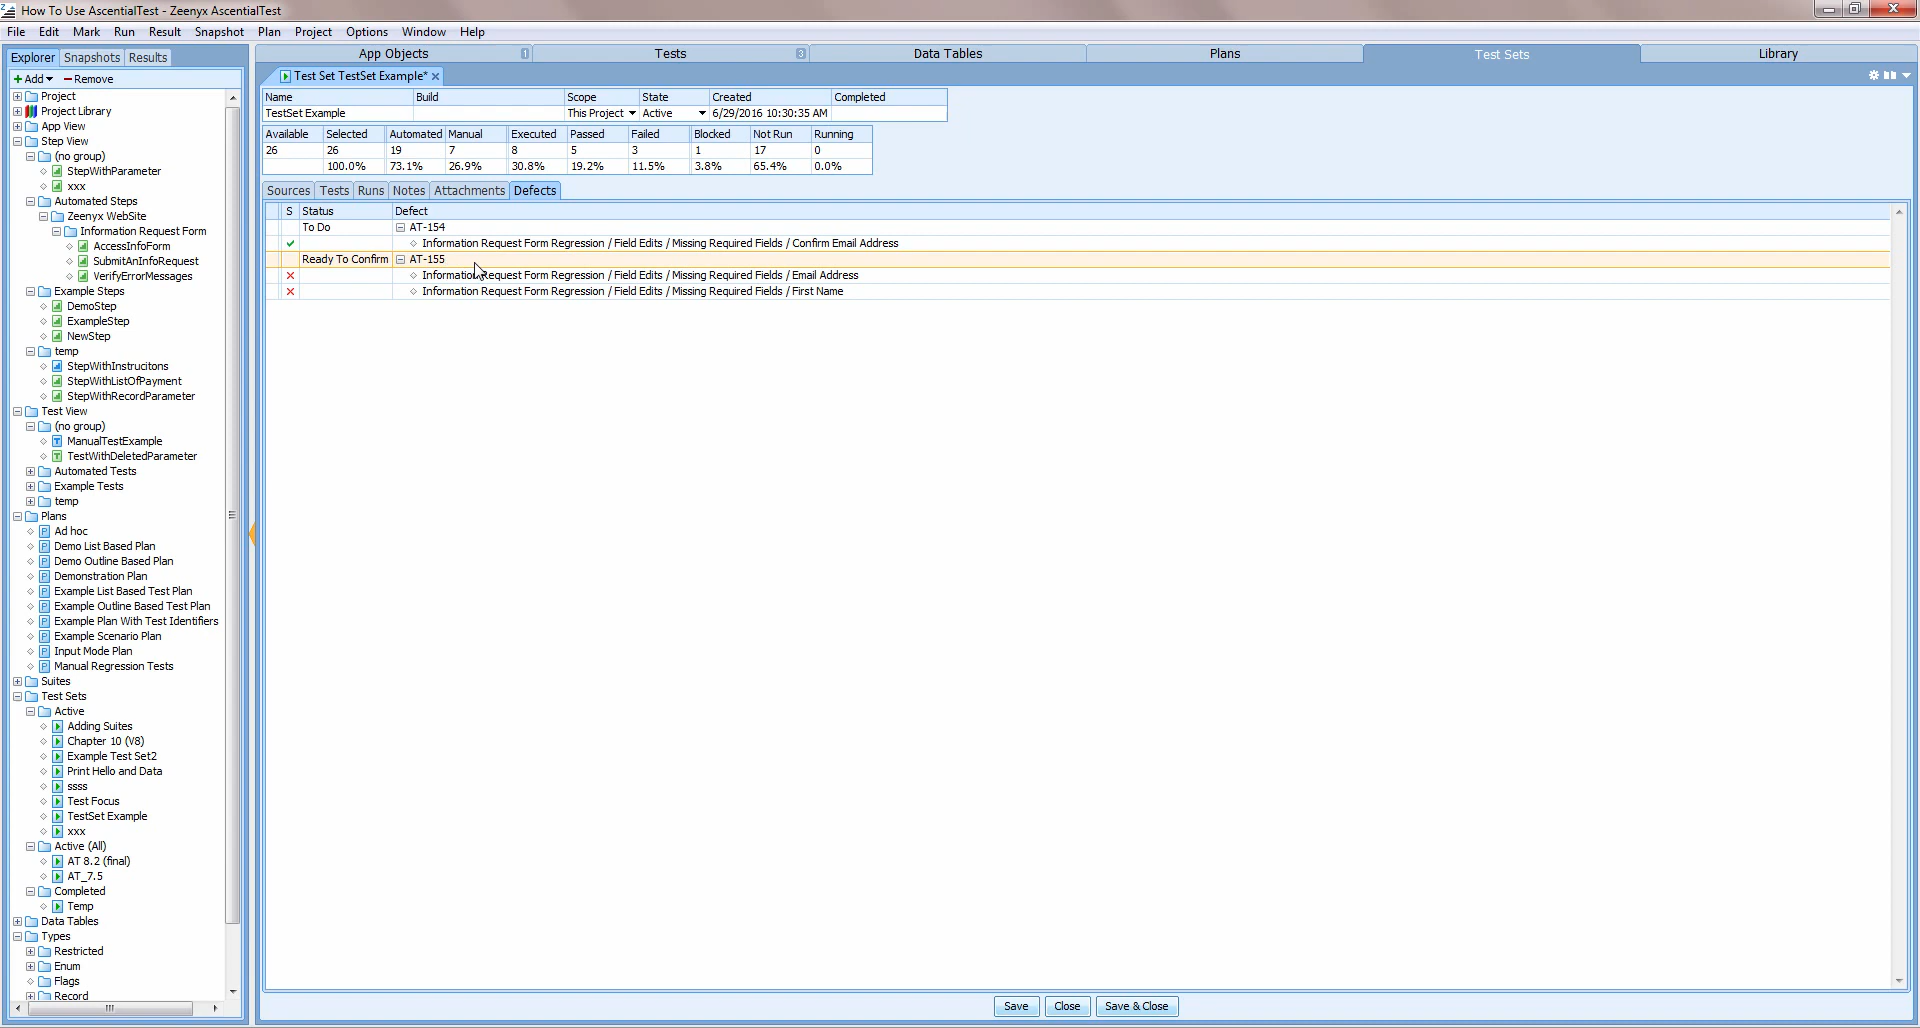 How To Use AscentialTest - Zeenyx AscentialTest
File Edit Mark Run Result Snapshot Plan Project Options Window Help
Explorer Snapshots Results
App Objects 1 Tests 3 Data Tables Plans Test Sets Library
Add Remove
Test Set TestSet Example*
Name Build Scope State Created Completed
TestSet Example This Project Active 6/29/2016 10:30:35 AM
Available Selected Automated Manual Executed Passed Failed Blocked Not Run Running
26 26 19 7 8 5 3 1 17 0
100.0% 73.1% 26.9% 30.8% 19.2% 11.5% 3.8% 65.4% 0.0%
Sources Tests Runs Notes Attachments Defects
S Status Defect
To Do AT-154
Information Request Form Regression / Field Edits / Missing Required Fields / Confirm Email Address
Ready To Confirm AT-155
Information Request Form Regression / Field Edits / Missing Required Fields / Email Address
Information Request Form Regression / Field Edits / Missing Required Fields / First Name
Project
Project Library
App View
Step View
(no group)
StepWithParameter
xxx
Automated Steps
Zeenyx WebSite
Information Request Form
AccessInfoForm
SubmitAnInfoRequest
VerifyErrorMessages
Example Steps
DemoStep
ExampleStep
NewStep
temp
StepWithInstrucitons
StepWithListOfPayment
StepWithRecordParameter
Test View
(no group)
ManualTestExample
TestWithDeletedParameter
Automated Tests
Example Tests
temp
Plans
Ad hoc
Demo List Based Plan
Demo Outline Based Plan
Demonstration Plan
Example List Based Test Plan
Example Outline Based Test Plan
Example Plan With Test Identifiers
Example Scenario Plan
Input Mode Plan
Manual Regression Tests
Suites
Test Sets
Active
Adding Suites
Chapter 10 (V8)
Example Test Set2
Print Hello and Data
ssss
Test Focus
TestSet Example
xxx
Active (All)
AT 8.2 (final)
AT_7.5
Completed
Temp
Data Tables
Types
Restricted
Enum
Flags
Record
Save Close Save & Close